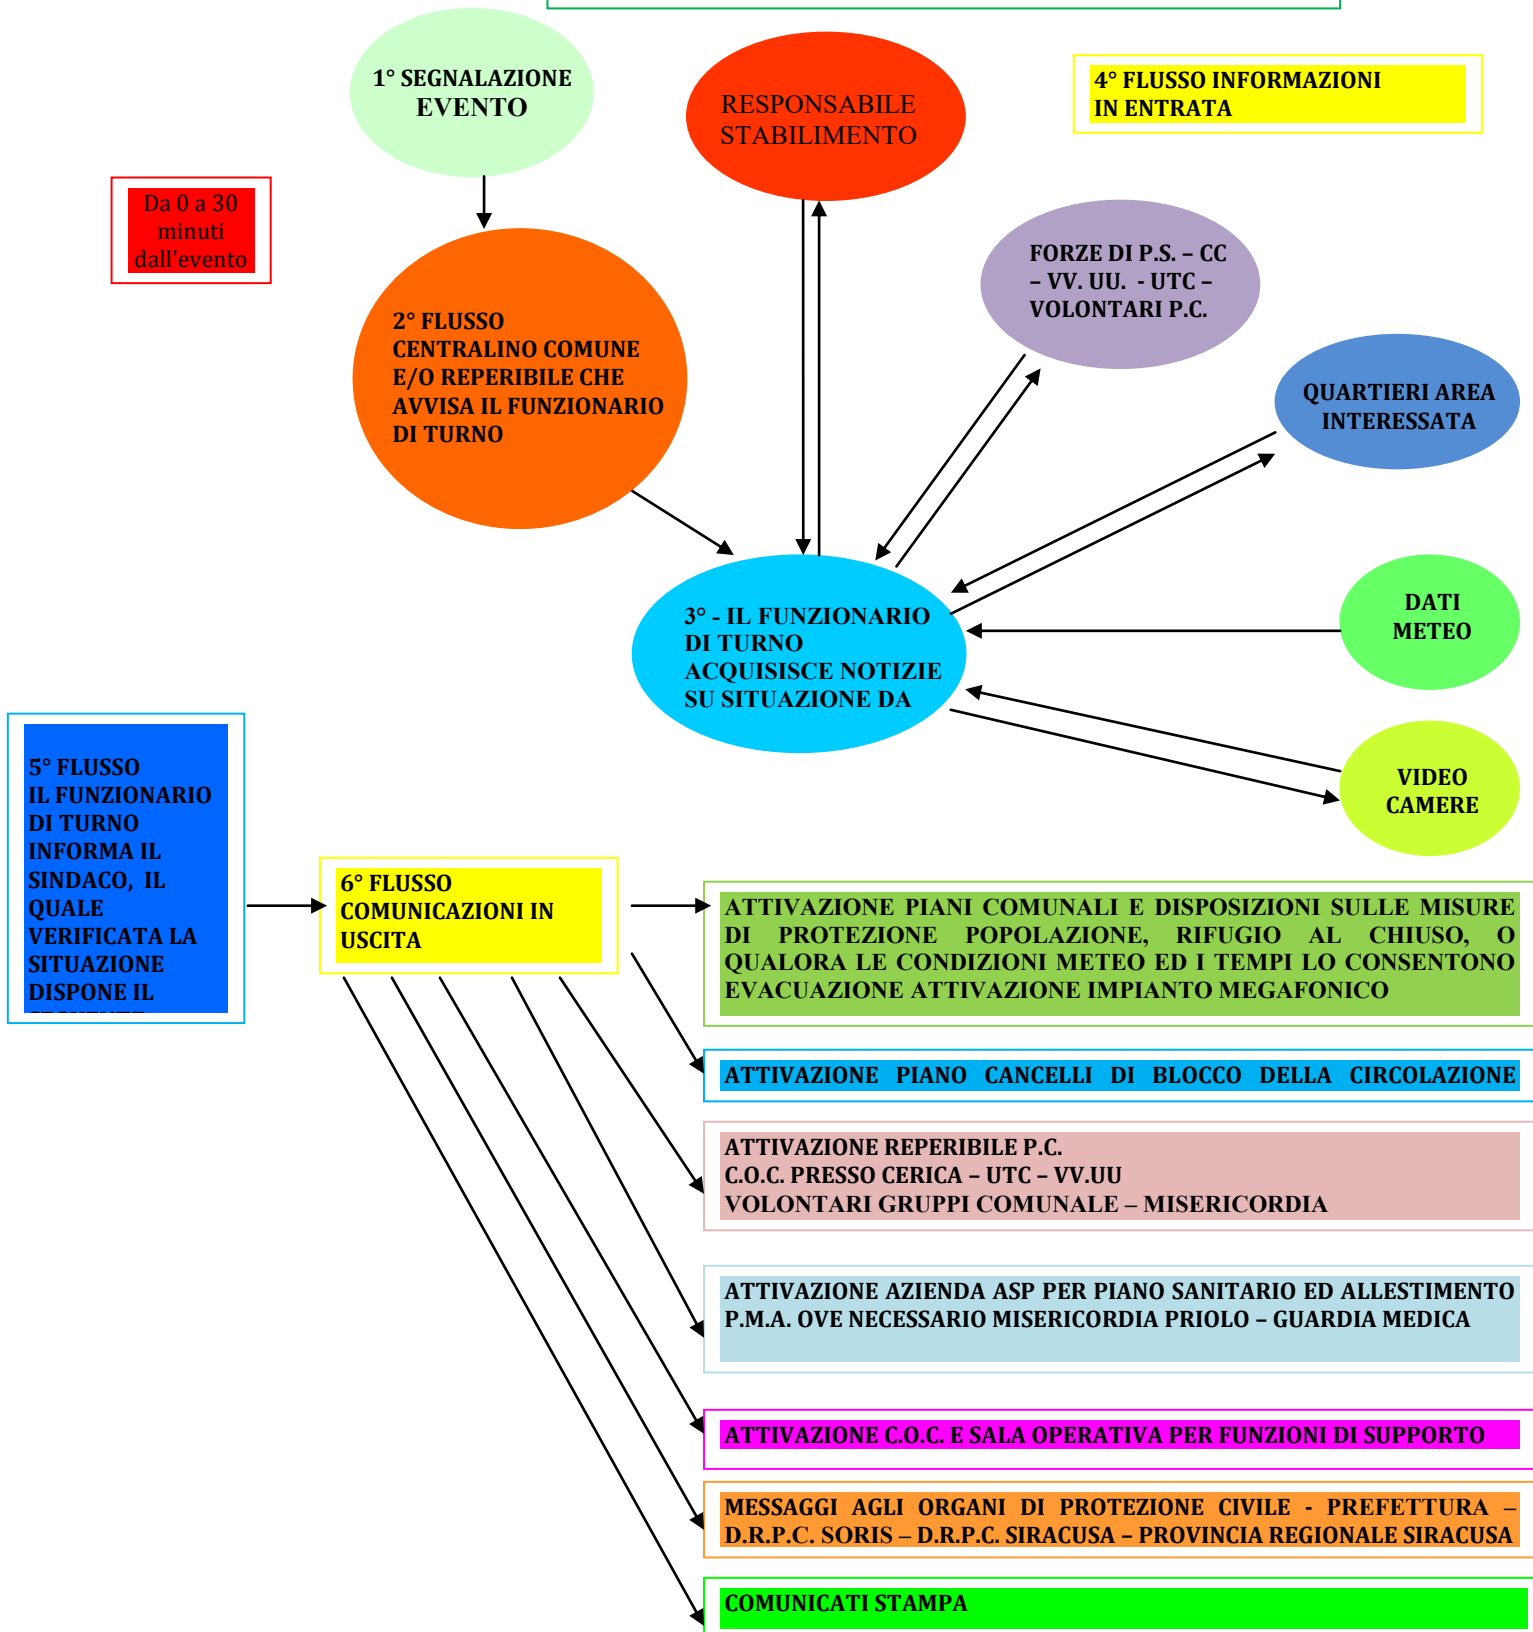 1° SEGNALAZIONE
EVENTO
RESPONSABILE
STABILIMENTO
4° FLUSSO INFORMAZIONI
IN ENTRATA
Da 0 a 30
minuti
dall'evento
FORZE DI P.S. – CC
– VV. UU. - UTC –
VOLONTARI P.C.
2° FLUSSO
CENTRALINO COMUNE
E/O REPERIBILE CHE
AVVISA IL FUNZIONARIO
DI TURNO
QUARTIERI AREA
INTERESSATA
3° - IL FUNZIONARIO
DI TURNO
ACQUISISCE NOTIZIE
SU SITUAZIONE DA
DATI
METEO
VIDEO
CAMERE
5° FLUSSO
IL FUNZIONARIO
DI TURNO
INFORMA IL
SINDACO, IL
QUALE
VERIFICATA LA
SITUAZIONE
DISPONE IL
6° FLUSSO
COMUNICAZIONI IN
USCITA
ATTIVAZIONE PIANI COMUNALI E DISPOSIZIONI SULLE MISURE
DI PROTEZIONE POPOLAZIONE, RIFUGIO AL CHIUSO, O
QUALORA LE CONDIZIONI METEO ED I TEMPI LO CONSENTONO
EVACUAZIONE ATTIVAZIONE IMPIANTO MEGAFONICO
ATTIVAZIONE PIANO CANCELLI DI BLOCCO DELLA CIRCOLAZIONE
ATTIVAZIONE REPERIBILE P.C.
C.O.C. PRESSO CERICA – UTC – VV.UU
VOLONTARI GRUPPI COMUNALE – MISERICORDIA
ATTIVAZIONE AZIENDA ASP PER PIANO SANITARIO ED ALLESTIMENTO
P.M.A. OVE NECESSARIO MISERICORDIA PRIOLO – GUARDIA MEDICA
ATTIVAZIONE C.O.C. E SALA OPERATIVA PER FUNZIONI DI SUPPORTO
MESSAGGI AGLI ORGANI DI PROTEZIONE CIVILE - PREFETTURA –
D.R.P.C. SORIS – D.R.P.C. SIRACUSA – PROVINCIA REGIONALE SIRACUSA
COMUNICATI STAMPA